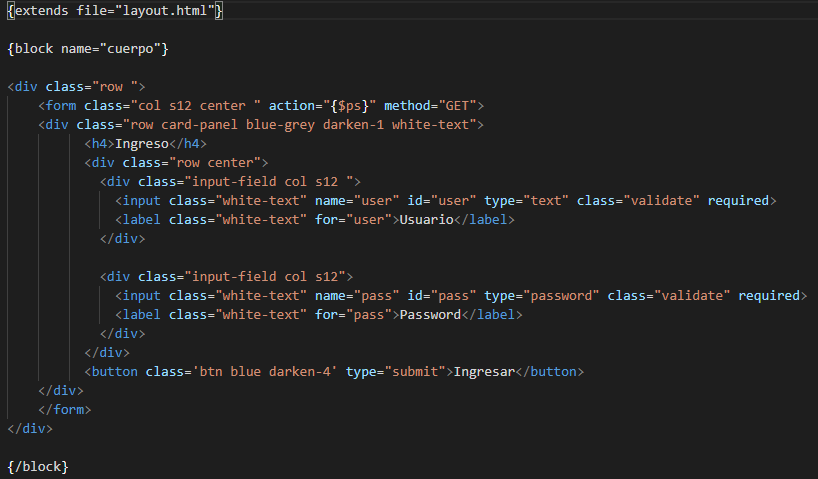 {extends file="layout.html"}
{block name="cuerpo"}
<div class="row ">
<form class="col s12 center " action="{$ps}" method="GET">
<div class="row card-panel blue-grey darken-1 white-text">
<h4>Ingreso</h4>
<div class="row center">
<div class="input-field col s12 ">
<input class="white-text" name="user" id="user" type="text" class="validate" required>
<label class="white-text" for="user">Usuario</label>
</div>
<div class="input-field col s12">
<input class="white-text" name="pass" id="pass" type="password" class="validate" required>
<label class="white-text" for="pass">Password</label>
</div>
</div>
<button class='btn blue darken-4' type="submit">Ingresar</button>
</div>
</form>
</div>
{/block}